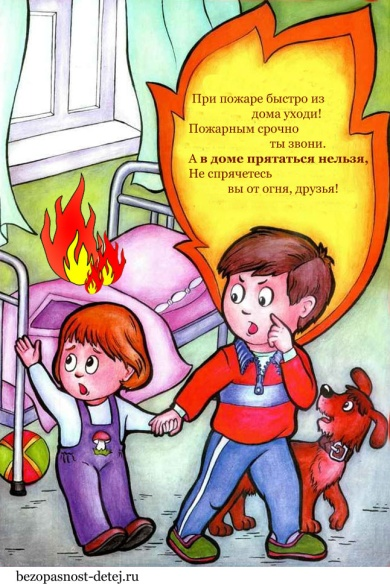 При пожаре быстро из
дома уходи!
Пожарным срочно
ты звони.
А в доме прятаться нельзя,
Не спрячетесь
вы от огня, друзья!
bezopasnost-detej.ru